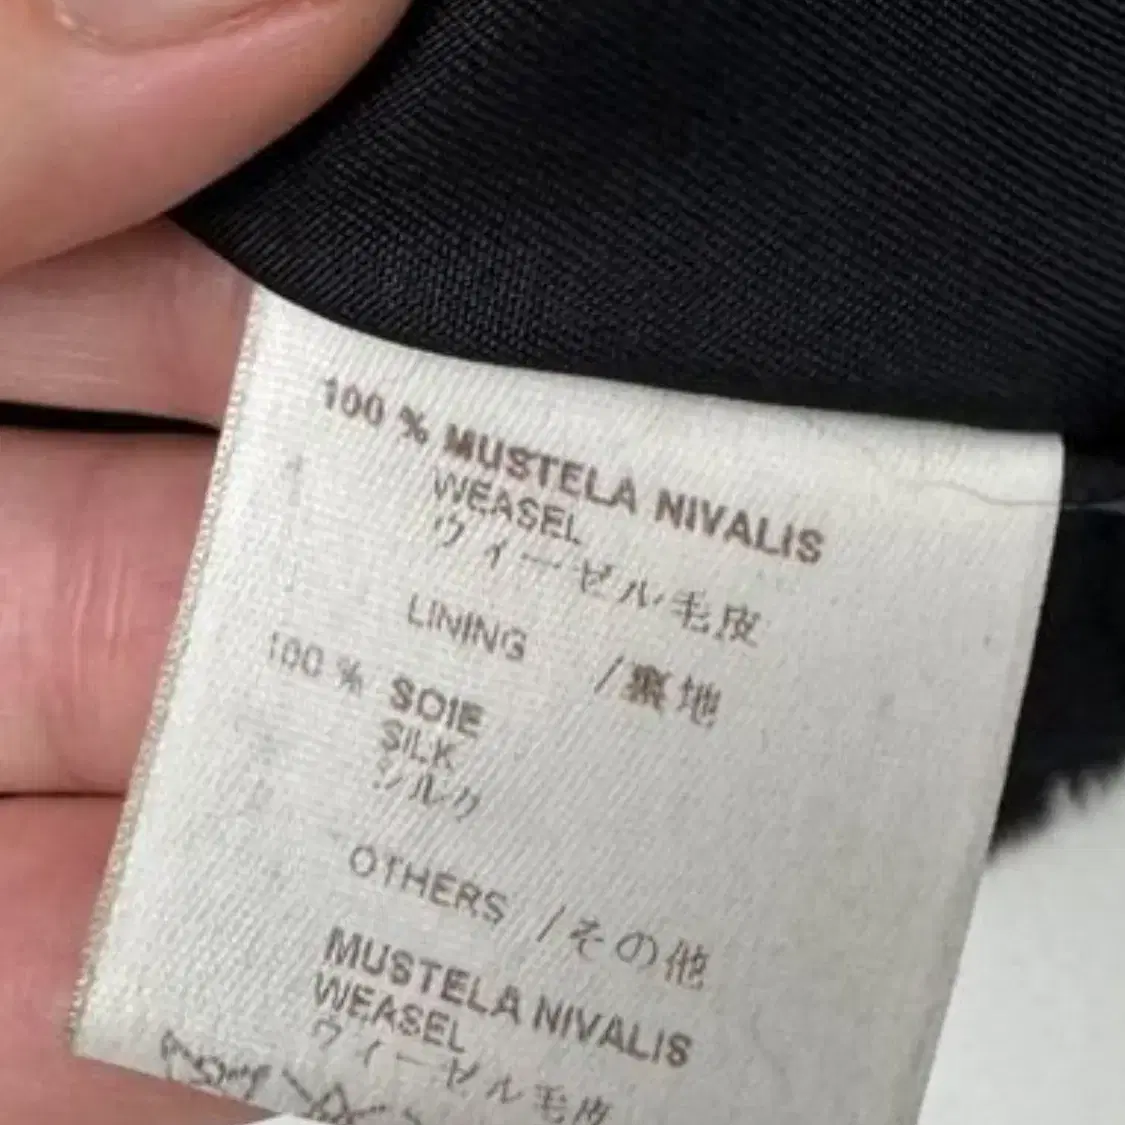 100 % MUSTELA NIVALIS
WEASEL
ウィーゼル毛皮
LINING /裏地
100 % SOIE
SILK
シルク
OTHERS /その他
MUSTELA NIVALIS
WEASEL
ウィーゼル毛皮